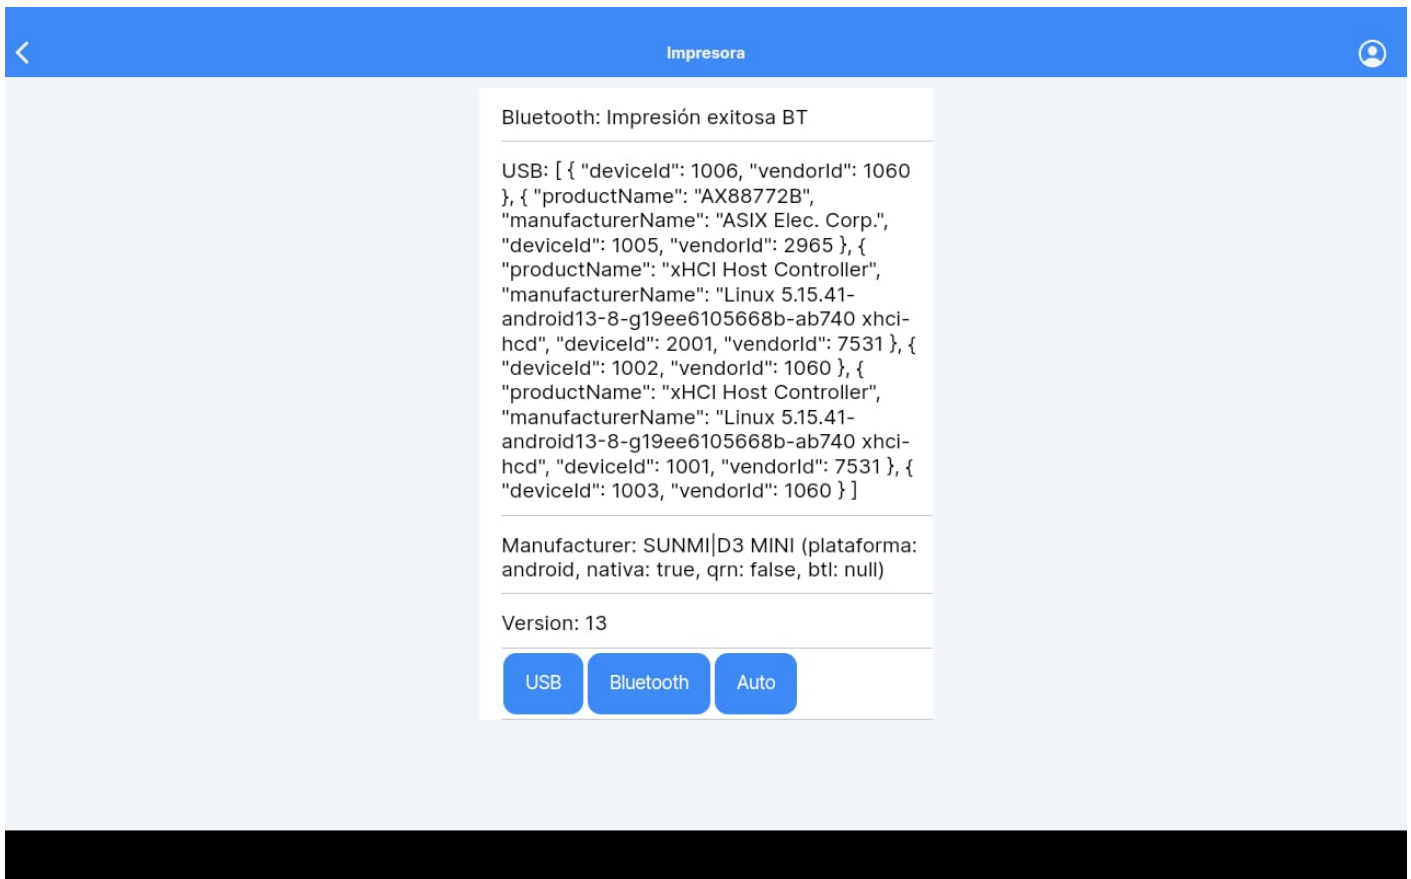 Impresora
Bluetooth: Impresión exitosa BT
USB: [ { "deviceId": 1006, "vendorId": 1060
}, { "productName": "AX88772B",
"manufacturerName": "ASIX Elec. Corp.",
"deviceId": 1005, "vendorId": 2965 }, {
"productName": "xHCI Host Controller",
"manufacturerName": "Linux 5.15.41-
android13-8-g19ee6105668b-ab740 xhci-
hcd", "deviceId": 2001, "vendorId": 7531 }, {
"deviceId": 1002, "vendorId": 1060 }, {
"productName": "xHCI Host Controller",
"manufacturerName": "Linux 5.15.41-
android13-8-g19ee6105668b-ab740 xhci-
hcd", "deviceId": 1001, "vendorId": 7531 }, {
"deviceId": 1003, "vendorId": 1060 } ]
Manufacturer: SUNMI|D3 MINI (plataforma:
android, nativa: true, qrn: false, btl: null)
Version: 13
USB Bluetooth Auto